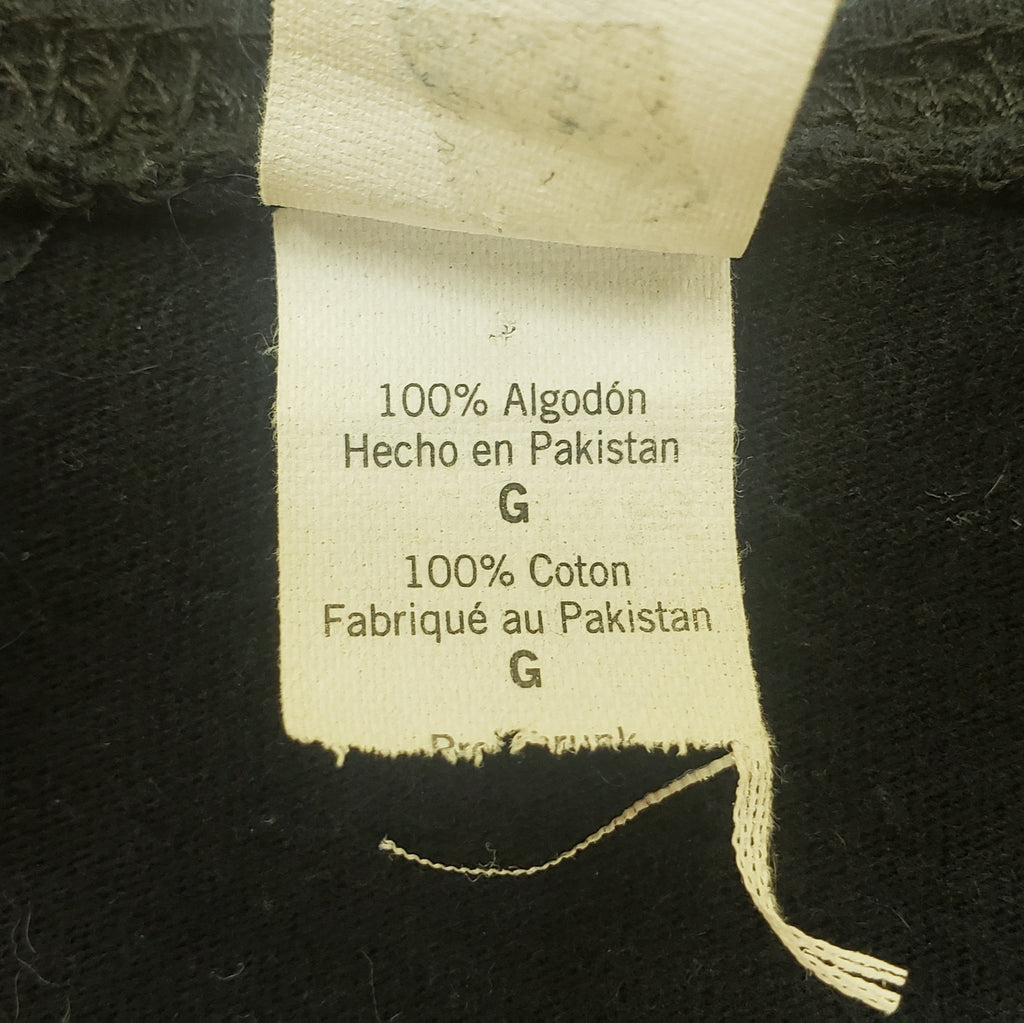 100% Algodón
Hecho en Pakistan
G
100% Coton
Fabriqué au Pakistan
G